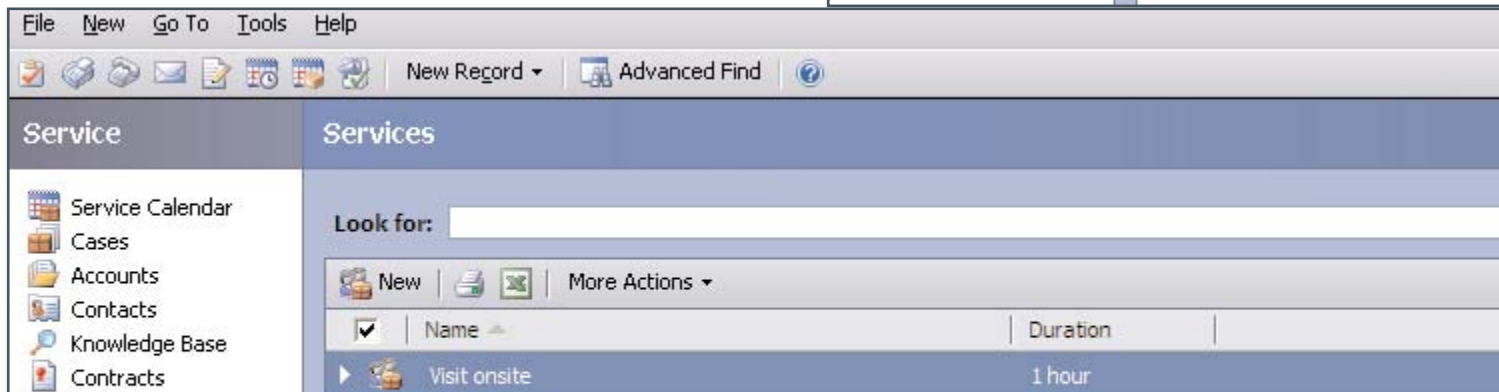 File New Go To Tools Help
New Record Advanced Find
Service
Services
Service Calendar
Cases
Accounts
Contacts
Knowledge Base
Contracts
Look for:
New More Actions
Name Duration
Visit onsite 1 hour